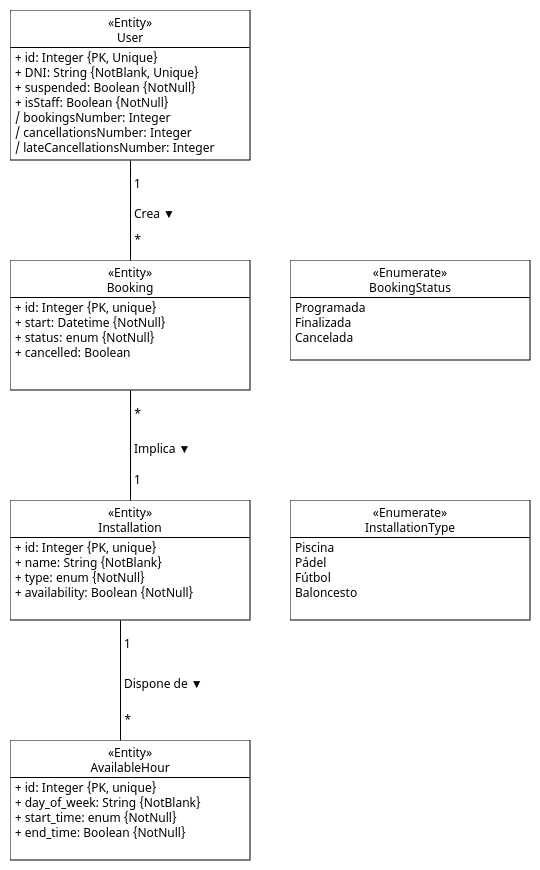 «Entity»
User
+ id: Integer {PK, Unique}
+ DNI: String {NotBlank, Unique}
+ suspended: Boolean {NotNull}
+ isStaff: Boolean {NotNull}
/ bookingsNumber: Integer
/ cancellationsNumber: Integer
/ lateCancellationsNumber: Integer
1
Crea ▼
*
«Entity»
Booking
+ id: Integer {PK, unique}
+ start: Datetime {NotNull}
+ status: enum {NotNull}
+ cancelled: Boolean
«Enumerate»
BookingStatus
Programada
Finalizada
Cancelada
*
Implica ▼
1
«Entity»
Installation
+ id: Integer {PK, unique}
+ name: String {NotBlank}
+ type: enum {NotNull}
+ availability: Boolean {NotNull}
«Enumerate»
InstallationType
Piscina
Pádel
Fútbol
Baloncesto
1
Dispone de ▼
*
«Entity»
AvailableHour
+ id: Integer {PK, unique}
+ day_of_week: String {NotBlank}
+ start_time: enum {NotNull}
+ end_time: Boolean {NotNull}